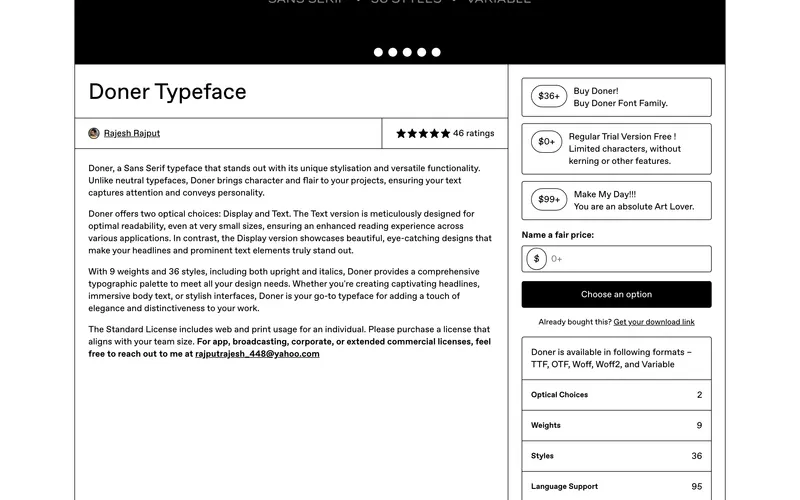 SANS SERIF • 36 STYLES • VARIABLE
Doner Typeface
Rajesh Rajput
46 ratings
Doner, a Sans Serif typeface that stands out with its unique stylisation and versatile functionality.
Unlike neutral typefaces, Doner brings character and flair to your projects, ensuring your text
captures attention and conveys personality.
Doner offers two optical choices: Display and Text. The Text version is meticulously designed for
optimal readability, even at very small sizes, ensuring an enhanced reading experience across
various applications. In contrast, the Display version showcases beautiful, eye-catching designs that
make your headlines and prominent text elements truly stand out.
With 9 weights and 36 styles, including both upright and italics, Doner provides a comprehensive
typographic palette to meet all your design needs. Whether you're creating captivating headlines,
immersive body text, or stylish interfaces, Doner is your go-to typeface for adding a touch of
elegance and distinctiveness to your work.
The Standard License includes web and print usage for an individual. Please purchase a license that
aligns with your team size. For app, broadcasting, corporate, or extended commercial licenses, feel
free to reach out to me at rajputrajesh_448@yahoo.com
$36+
Buy Doner!
Buy Doner Font Family.
$0+
Regular Trial Version Free !
Limited characters, without
kerning or other features.
$99+
Make My Day!!!
You are an absolute Art Lover.
Name a fair price:
$ 0+
Choose an option
Already bought this? Get your download link
Doner is available in following formats –
TTF, OTF, Woff, Woff2, and Variable
Optical Choices 2
Weights 9
Styles 36
Language Support 95